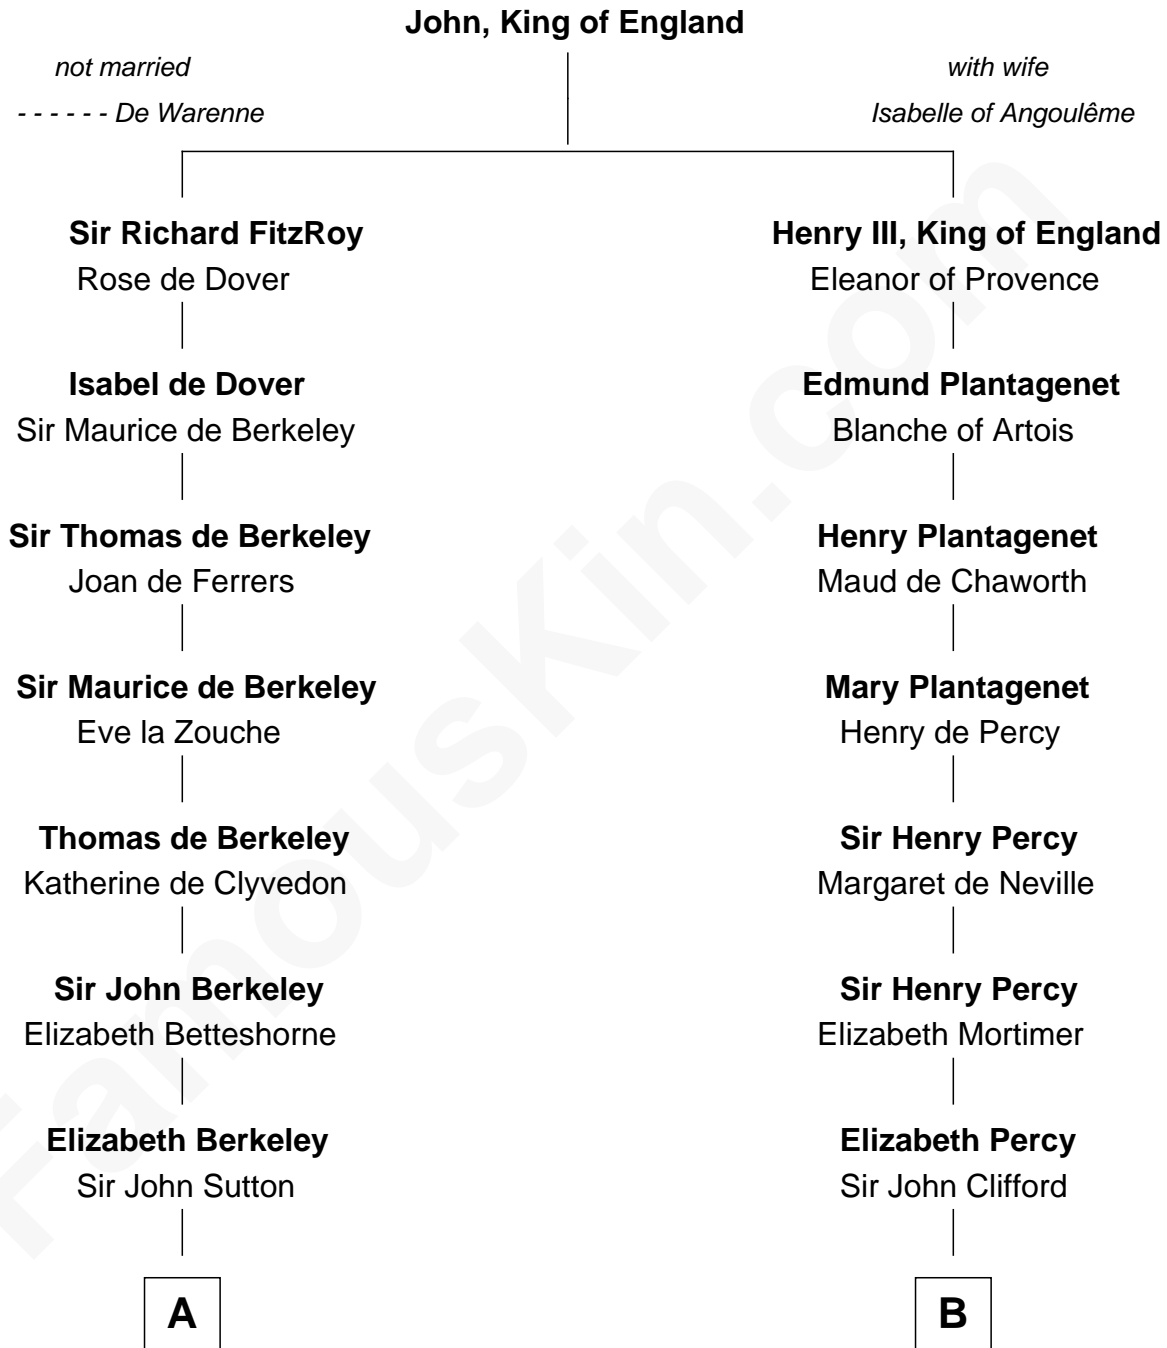 John, King of England
not married
- - - - - - De Warenne
with wife
Isabelle of Angoulême
Sir Richard FitzRoy
Rose de Dover
Henry III, King of England
Eleanor of Provence
Isabel de Dover
Sir Maurice de Berkeley
Edmund Plantagenet
Blanche of Artois
Sir Thomas de Berkeley
Joan de Ferrers
Henry Plantagenet
Maud de Chaworth
Sir Maurice de Berkeley
Eve la Zouche
Mary Plantagenet
Henry de Percy
Thomas de Berkeley
Katherine de Clyvedon
Sir Henry Percy
Margaret de Neville
Sir John Berkeley
Elizabeth Betteshorne
Sir Henry Percy
Elizabeth Mortimer
Elizabeth Berkeley
Sir John Sutton
Elizabeth Percy
Sir John Clifford
A
B
FamousKin.com